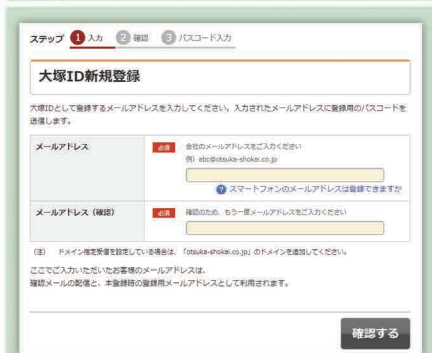 ステップ 1 入力 2 確認 3 パスコード入力
大塚ID新規登録
大塚IDとして登録するメールアドレスを入力してください。入力されたメールアドレスに登録用のパスコードを
送信します。
メールアドレス 必須 会社のメールアドレスをご入力ください
例）abc@otsuka-shokai.co.jp
? スマートフォンのメールアドレスは登録できますか
メールアドレス（確認） 必須 確認のため、もう一度メールアドレスをご入力ください
（注） ドメイン指定受信を設定している場合は、「otsuka-shokai.co.jp」のドメインを追加してください。
ここでご入力いただいたお客様のメールアドレスは、
確認メールの配信と、本登録時の登録用メールアドレスとして利用されます。
確認する